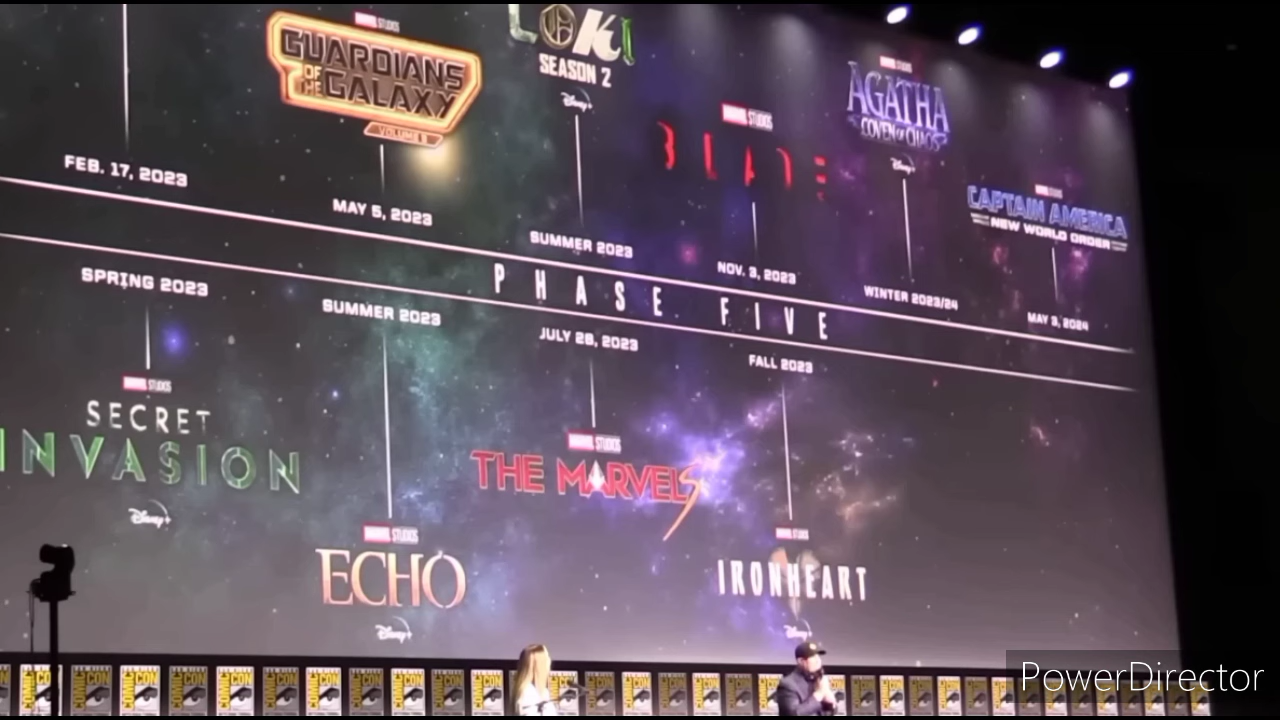 MARVEL STUDIOS
GUARDIANS
OF THE
GALAXY
VOLUME 3
LOKI
SEASON 2
Disney+
MARVEL STUDIOS
BLADE
MARVEL STUDIOS
AGATHA
COVEN OF CHAOS
Disney+
MARVEL STUDIOS
CAPTAIN AMERICA
NEW WORLD ORDER
FEB. 17, 2023
MAY 5, 2023
SUMMER 2023
NOV. 3, 2023
WINTER 2023/24
MAY 3, 2024
PHASE FIVE
SPRING 2023
SUMMER 2023
JULY 28, 2023
FALL 2023
MARVEL STUDIOS
SECRET
INVASION
Disney+
MARVEL STUDIOS
ECHO
Disney+
MARVEL STUDIOS
THE MARVELS
MARVEL STUDIOS
IRONHEART
Disney+
COMIC CON
PowerDirector